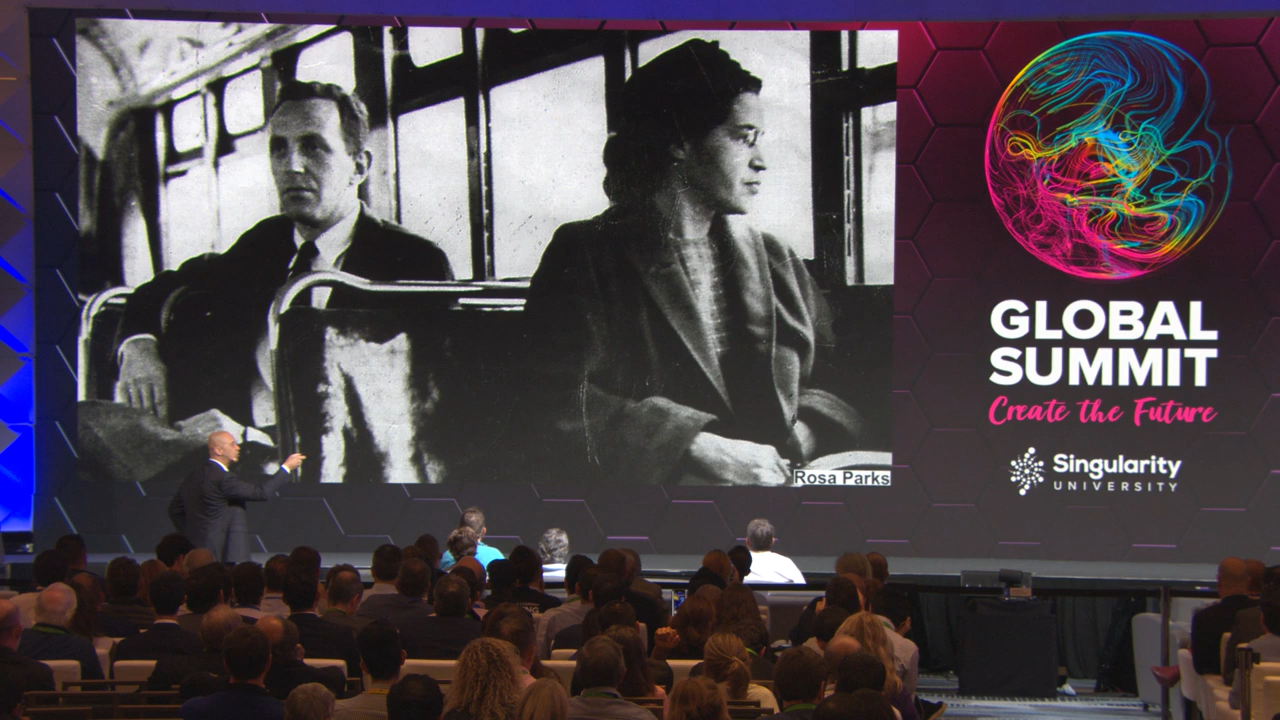 Rosa Parks
GLOBAL
SUMMIT
Create the Future
Singularity
UNIVERSITY